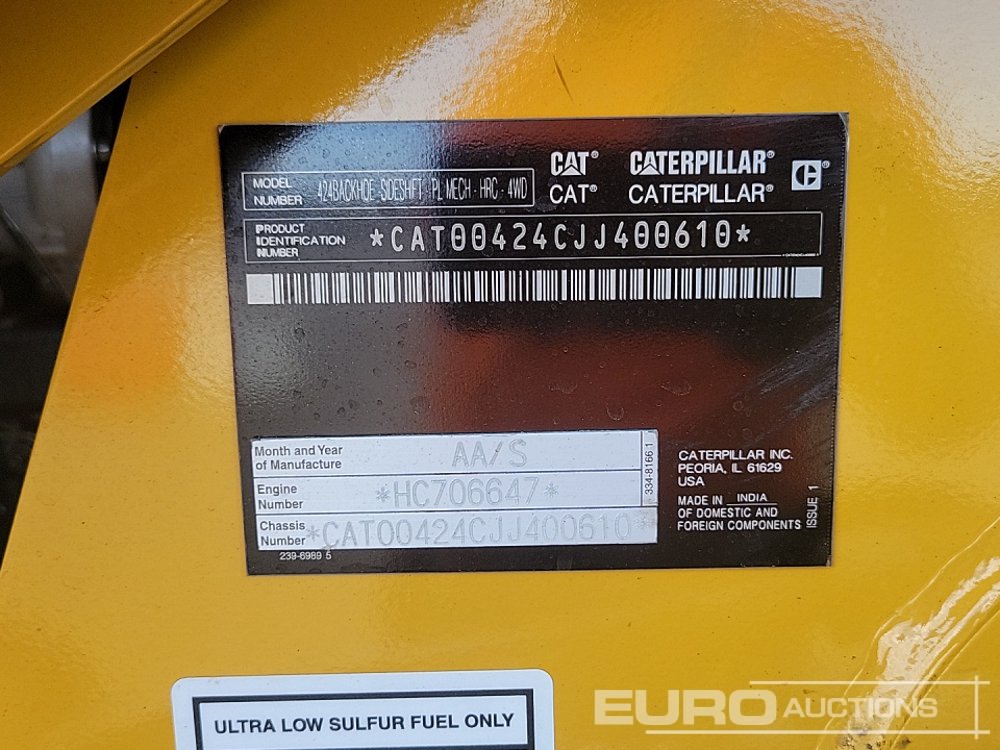 CAT® CATERPILLAR®
CAT® CATERPILLAR®
MODEL NUMBER 424BACKHOE-SIDESHIFT-PL MECH-HRC-4WD
PRODUCT IDENTIFICATION NUMBER *CAT00424CJJ400610*
Month and Year of Manufacture AA/S
Engine Number *HC706647*
Chassis Number *CAT00424CJJ400610*
239-6989 5
334-8166 1
CATERPILLAR INC.
PEORIA, IL 61629
USA
MADE IN INDIA
OF DOMESTIC AND
FOREIGN COMPONENTS
ISSUE 1
ULTRA LOW SULFUR FUEL ONLY
EURO AUCTIONS